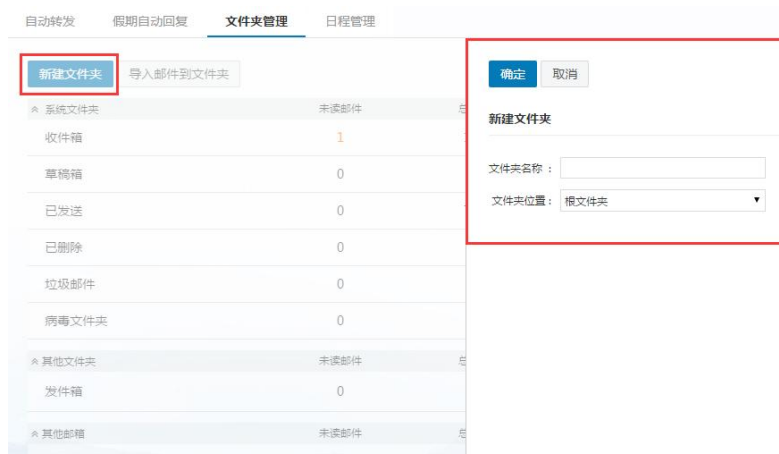 自动转发 假期自动回复 文件夹管理 日程管理
新建文件夹 导入邮件到文件夹
系统文件夹 未读邮件
收件箱 1
草稿箱 0
已发送 0
已删除 0
垃圾邮件 0
病毒文件夹 0
其他文件夹 未读邮件
发件箱 0
其他邮箱 未读邮件
确定 取消
新建文件夹
文件夹名称：
文件夹位置： 根文件夹